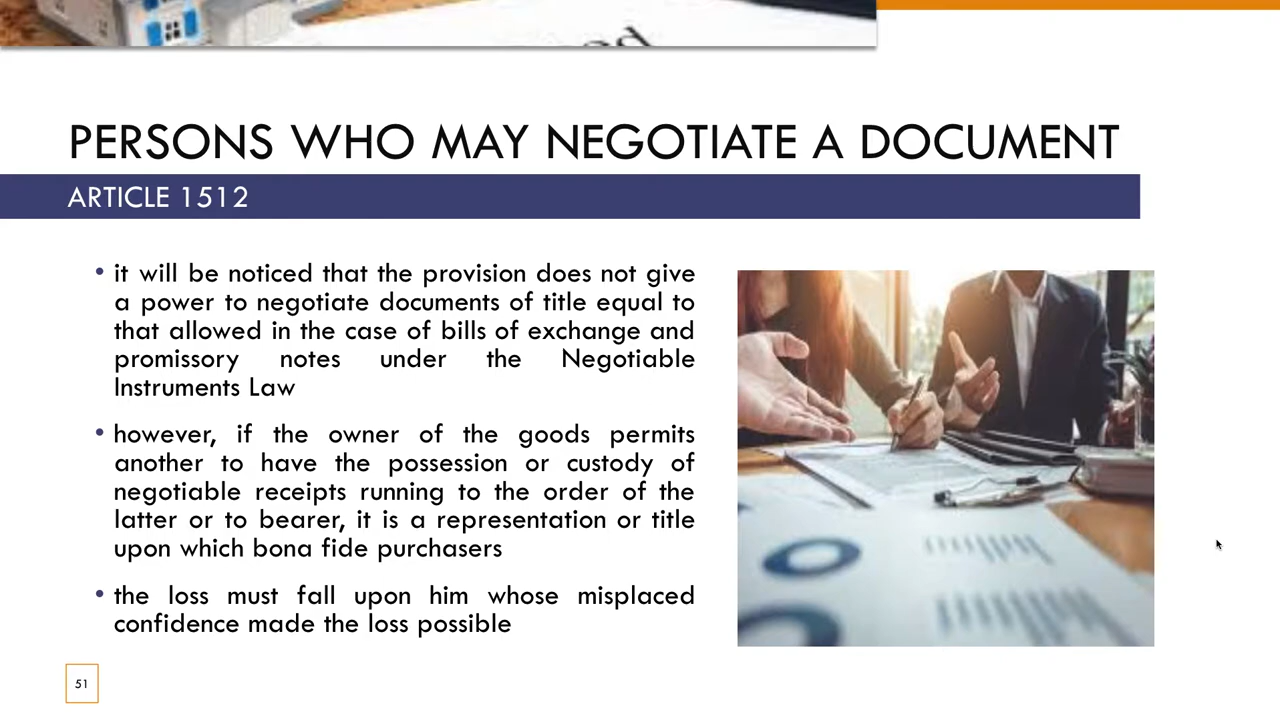 PERSONS WHO MAY NEGOTIATE A DOCUMENT
ARTICLE 1512
• it will be noticed that the provision does not give
a power to negotiate documents of title equal to
that allowed in the case of bills of exchange and
promissory notes under the Negotiable
Instruments Law
• however, if the owner of the goods permits
another to have the possession or custody of
negotiable receipts running to the order of the
latter or to bearer, it is a representation or title
upon which bona fide purchasers
• the loss must fall upon him whose misplaced
confidence made the loss possible
51